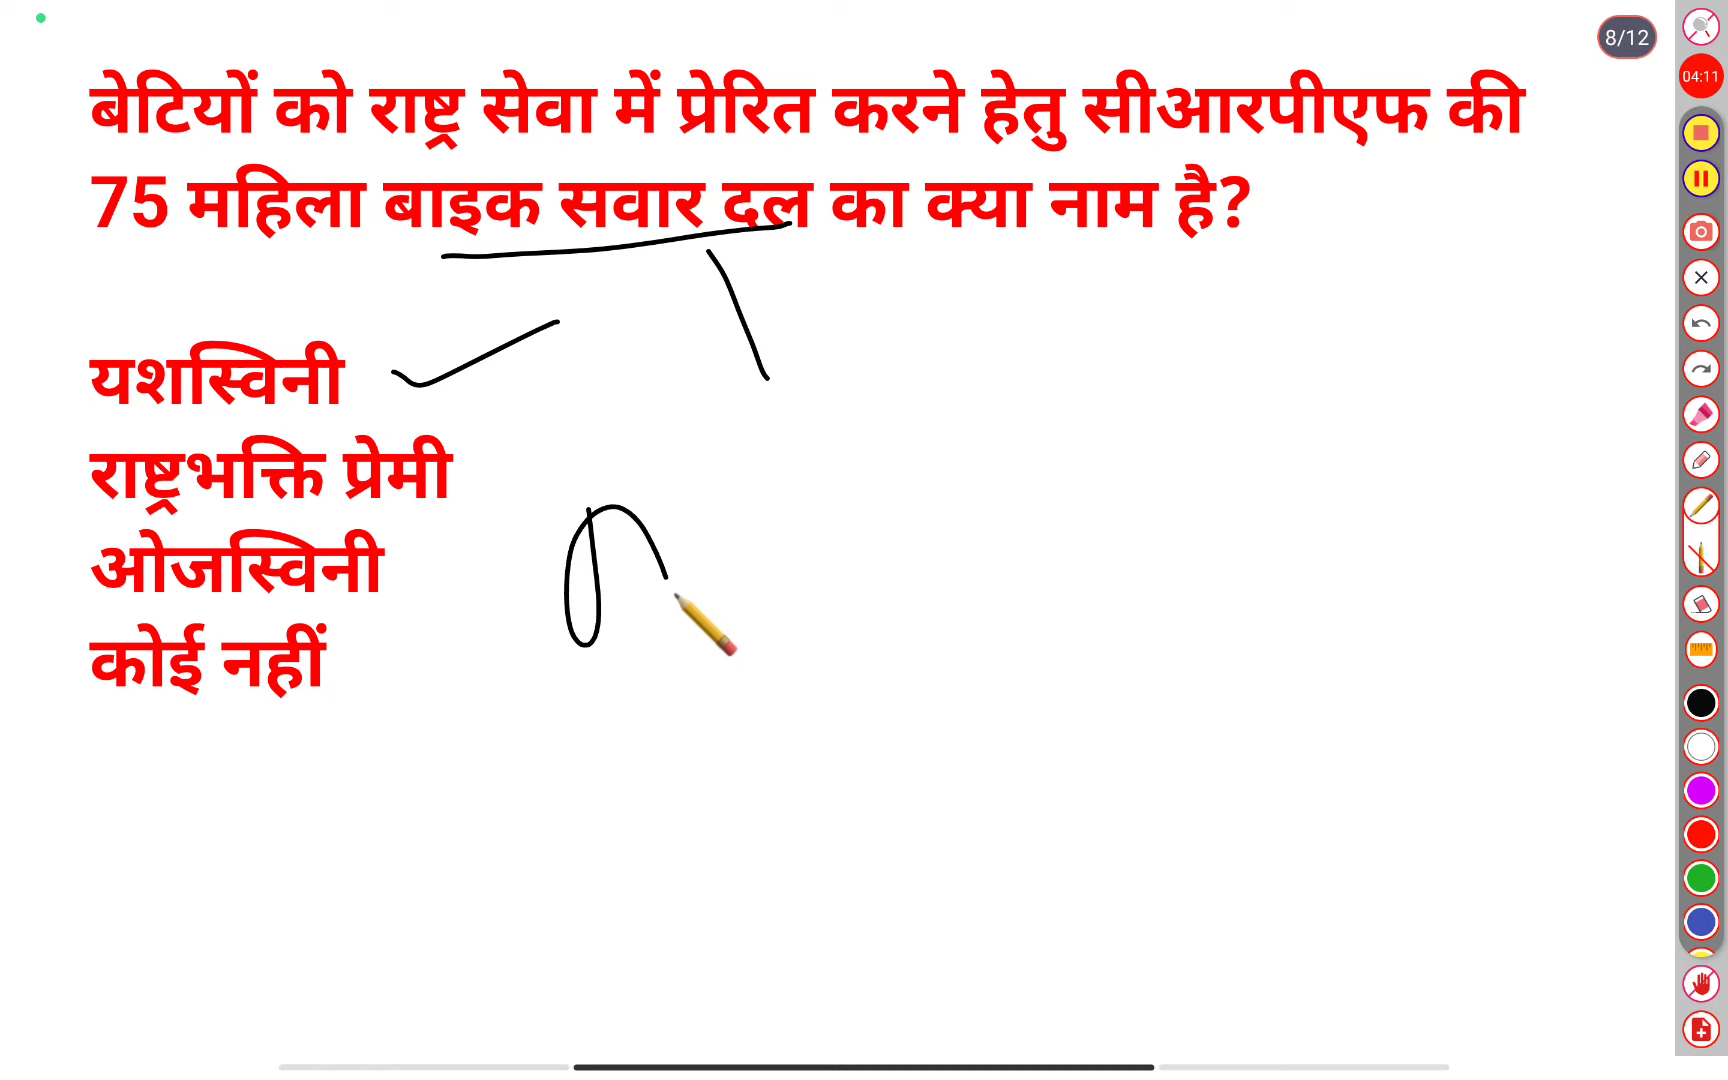 8/12
04:11
बेटियों को राष्ट्र सेवा में प्रेरित करने हेतु सीआरपीएफ की
75 महिला बाइक सवार दल का क्या नाम है?
यशस्विनी
राष्ट्रभक्ति प्रेमी
ओजस्विनी
कोई नहीं